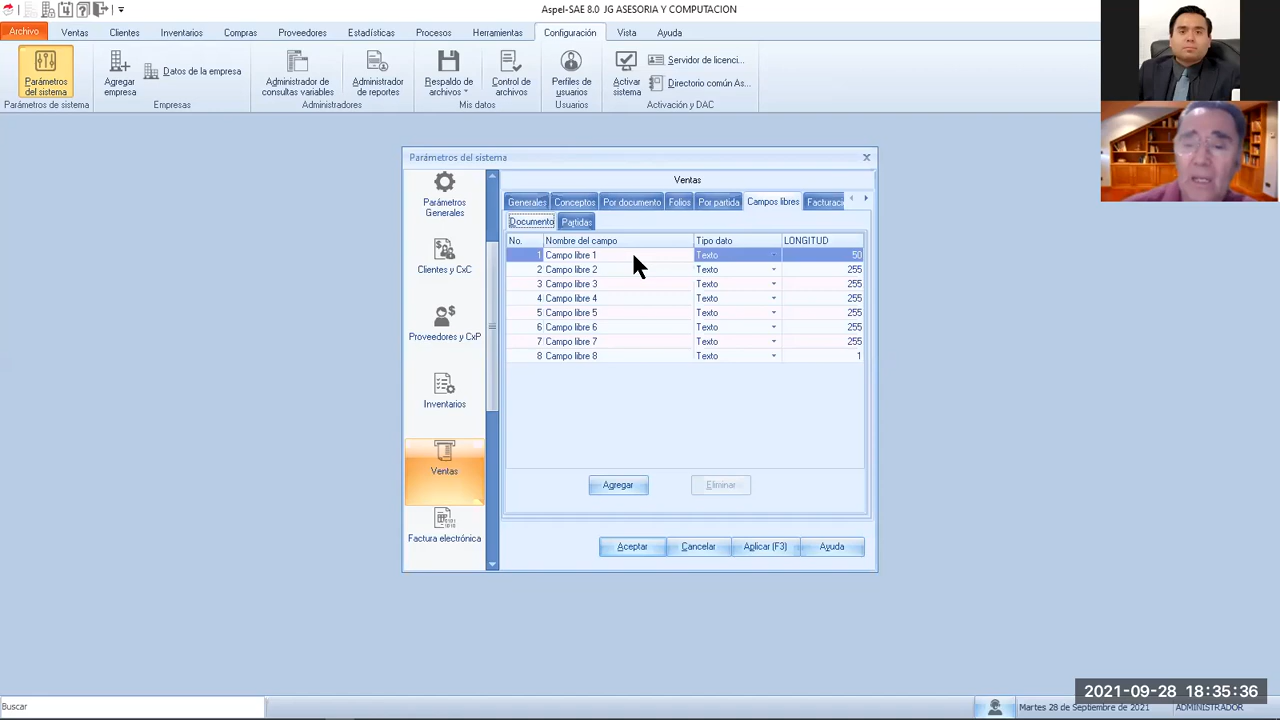 Aspel-SAE 8.0 JG ASESORIA Y COMPUTACION
Archivo Ventas Clientes Inventarios Compras Proveedores Estadísticas Procesos Herramientas Configuración Vista Ayuda
Parámetros del sistema
Agregar empresa
Datos de la empresa
Administrador de consultas variables
Administrador de reportes
Respaldo de archivos
Control de archivos
Perfiles de usuarios
Activar sistema
Servidor de licenci...
Directorio común As...
Parámetros de sistema Empresas Administradores Mis datos Usuarios Activación y DAC
Parámetros del sistema
Parámetros Generales
Clientes y CxC
Proveedores y CxP
Inventarios
Ventas
Factura electrónica
Ventas
Generales Conceptos Por documento Folios Por partida Campos libres Facturaci
Documento Partidas
No. Nombre del campo Tipo dato LONGITUD
1 Campo libre 1 Texto 50
2 Campo libre 2 Texto 255
3 Campo libre 3 Texto 255
4 Campo libre 4 Texto 255
5 Campo libre 5 Texto 255
6 Campo libre 6 Texto 255
7 Campo libre 7 Texto 255
8 Campo libre 8 Texto 1
Agregar Eliminar
Aceptar Cancelar Aplicar (F3) Ayuda
2021-09-28 18:35:36
Buscar
Martes 28 de Septiembre de 2021 ADMINISTRADOR